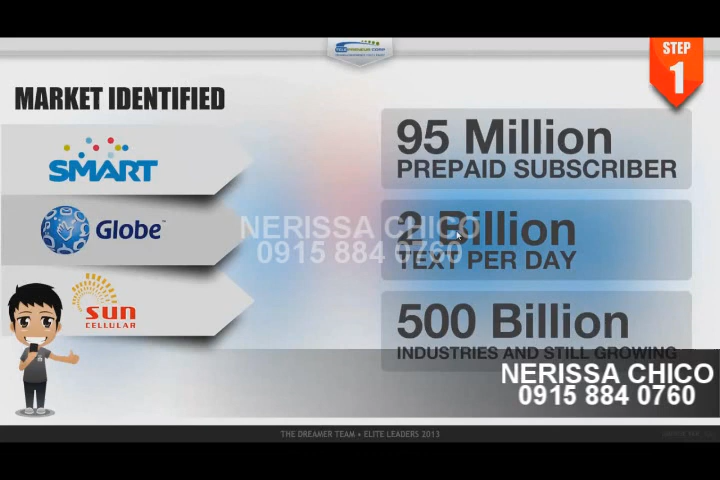 STEP
1
MARKET IDENTIFIED
SMART
Globe
SUN
CELLULAR
95 Million
PREPAID SUBSCRIBER
2 Billion
TEXT PER DAY
500 Billion
INDUSTRIES AND STILL GROWING
NERISSA CHICO
0915 884 0760
NERISSA CHICO
0915 884 0760
THE DREAMER TEAM • ELITE LEADERS 2013